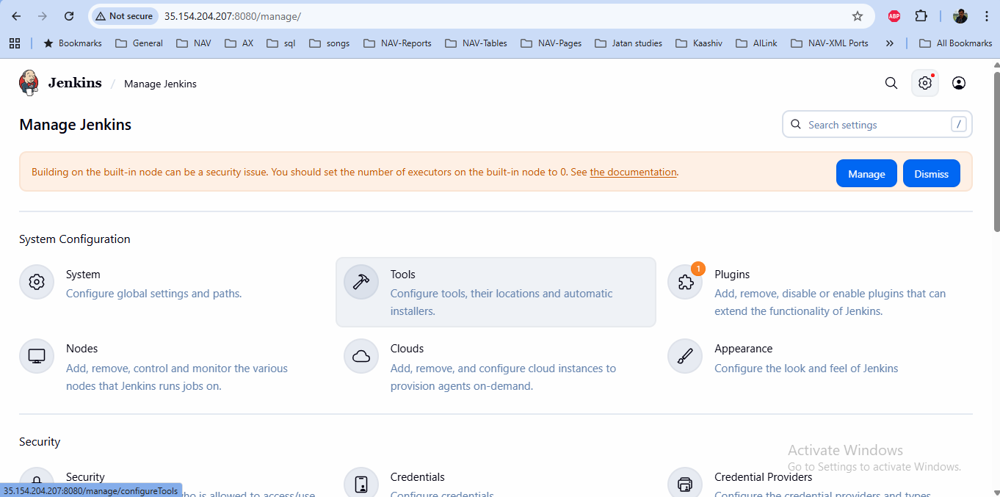 Not secure 35.154.204.207:8080/manage/ ABP
Bookmarks General NAV AX sql songs NAV-Reports NAV-Tables NAV-Pages Jatan studies Kaashiv AILink NAV-XML Ports » All Bookmarks
Jenkins / Manage Jenkins
Manage Jenkins
Search settings /
Building on the built-in node can be a security issue. You should set the number of executors on the built-in node to 0. See the documentation.
Manage Dismiss
System Configuration
System
Configure global settings and paths.
Tools
Configure tools, their locations and automatic
installers.
1
Plugins
Add, remove, disable or enable plugins that can
extend the functionality of Jenkins.
Nodes
Add, remove, control and monitor the various
nodes that Jenkins runs jobs on.
Clouds
Add, remove, and configure cloud instances to
provision agents on-demand.
Appearance
Configure the look and feel of Jenkins
Security
Security
who is allowed to access/use
Credentials
Configure credentials
Credential Providers
Configure the credential providers and types
Activate Windows
Go to Settings to activate Windows.
35.154.204.207:8080/manage/configureTools